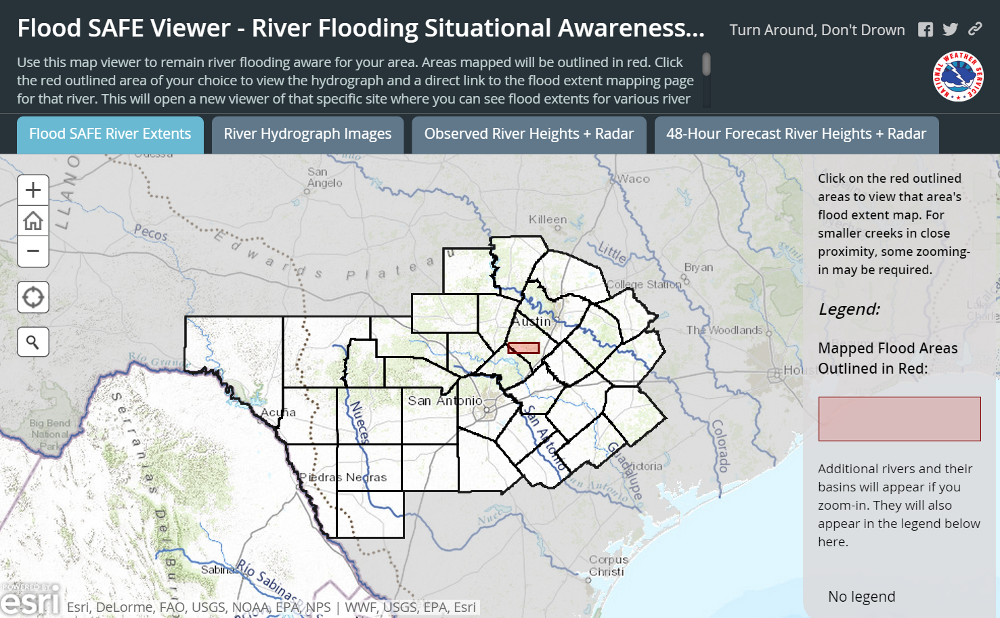 Flood SAFE Viewer - River Flooding Situational Awareness...
Turn Around, Don't Drown
Use this map viewer to remain river flooding aware for your area. Areas mapped will be outlined in red. Click
the red outlined area of your choice to view the hydrograph and a direct link to the flood extent mapping page
for that river. This will open a new viewer of that specific site where you can see flood extents for various river
NATIONAL WEATHER SERVICE
Flood SAFE River Extents
River Hydrograph Images
Observed River Heights + Radar
48-Hour Forecast River Heights + Radar
Odessa
LLANO
San
Angelo
Waco
Pecos
Killeen
Edwards Plateau
Little
Bryan
College Station
Austin
The Woodlands
Rio Grande
Hou
San Antonio
Acuña
Nueces
Serranias
Del Burr
Big Bend
National
Park
San Antonio
Guadalupe
Colorado
Victoria
Piedras Negras
San Antonio
Nueces
Corpus
Christi
Sabinas
Río Sabinas
Click on the red outlined
areas to view that area's
flood extent map. For
smaller creeks in close
proximity, some zooming-
in may be required.
Legend:
Mapped Flood Areas
Outlined in Red:
Additional rivers and their
basins will appear if you
zoom-in. They will also
appear in the legend below
here.
No legend
POWERED BY
esri
Esri, DeLorme, FAO, USGS, NOAA, EPA, NPS | WWF, USGS, EPA, Esri